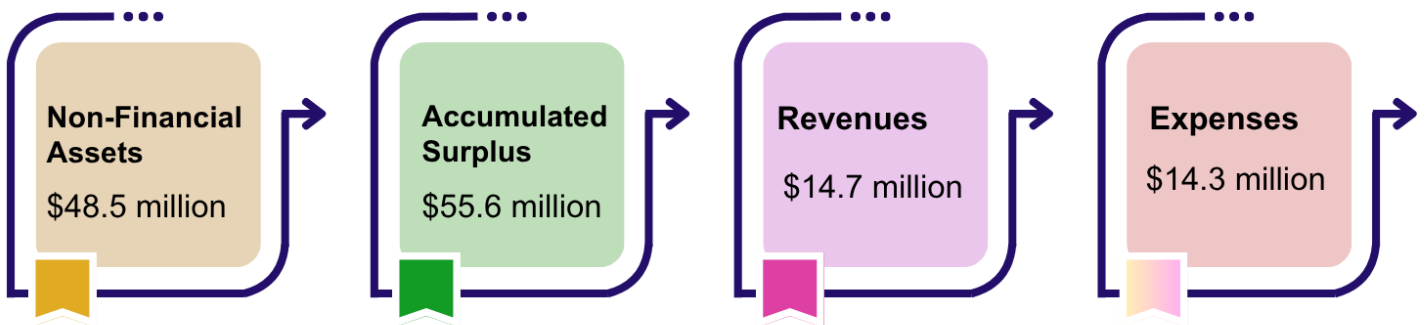 Non-Financial
Assets
$48.5 million
Accumulated
Surplus
$55.6 million
Revenues
$14.7 million
Expenses
$14.3 million